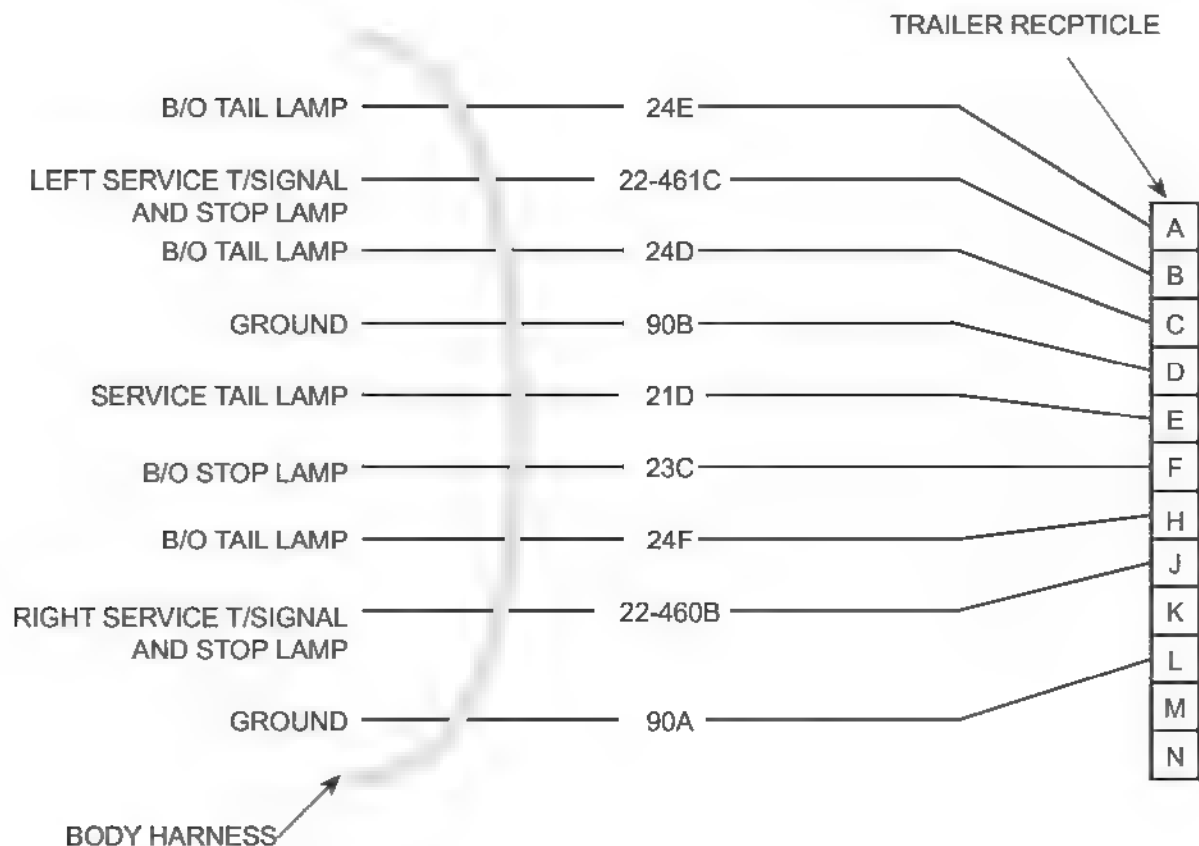 TRAILER RECPTICLE
B/O TAIL LAMP 24E
LEFT SERVICE T/SIGNAL 22-461C
AND STOP LAMP
A
B/O TAIL LAMP 24D
B
GROUND 90B
C
D
SERVICE TAIL LAMP 21D
E
B/O STOP LAMP 23C
F
B/O TAIL LAMP 24F
H
J
RIGHT SERVICE T/SIGNAL 22-460B
AND STOP LAMP
K
L
GROUND 90A
M
N
BODY HARNESS